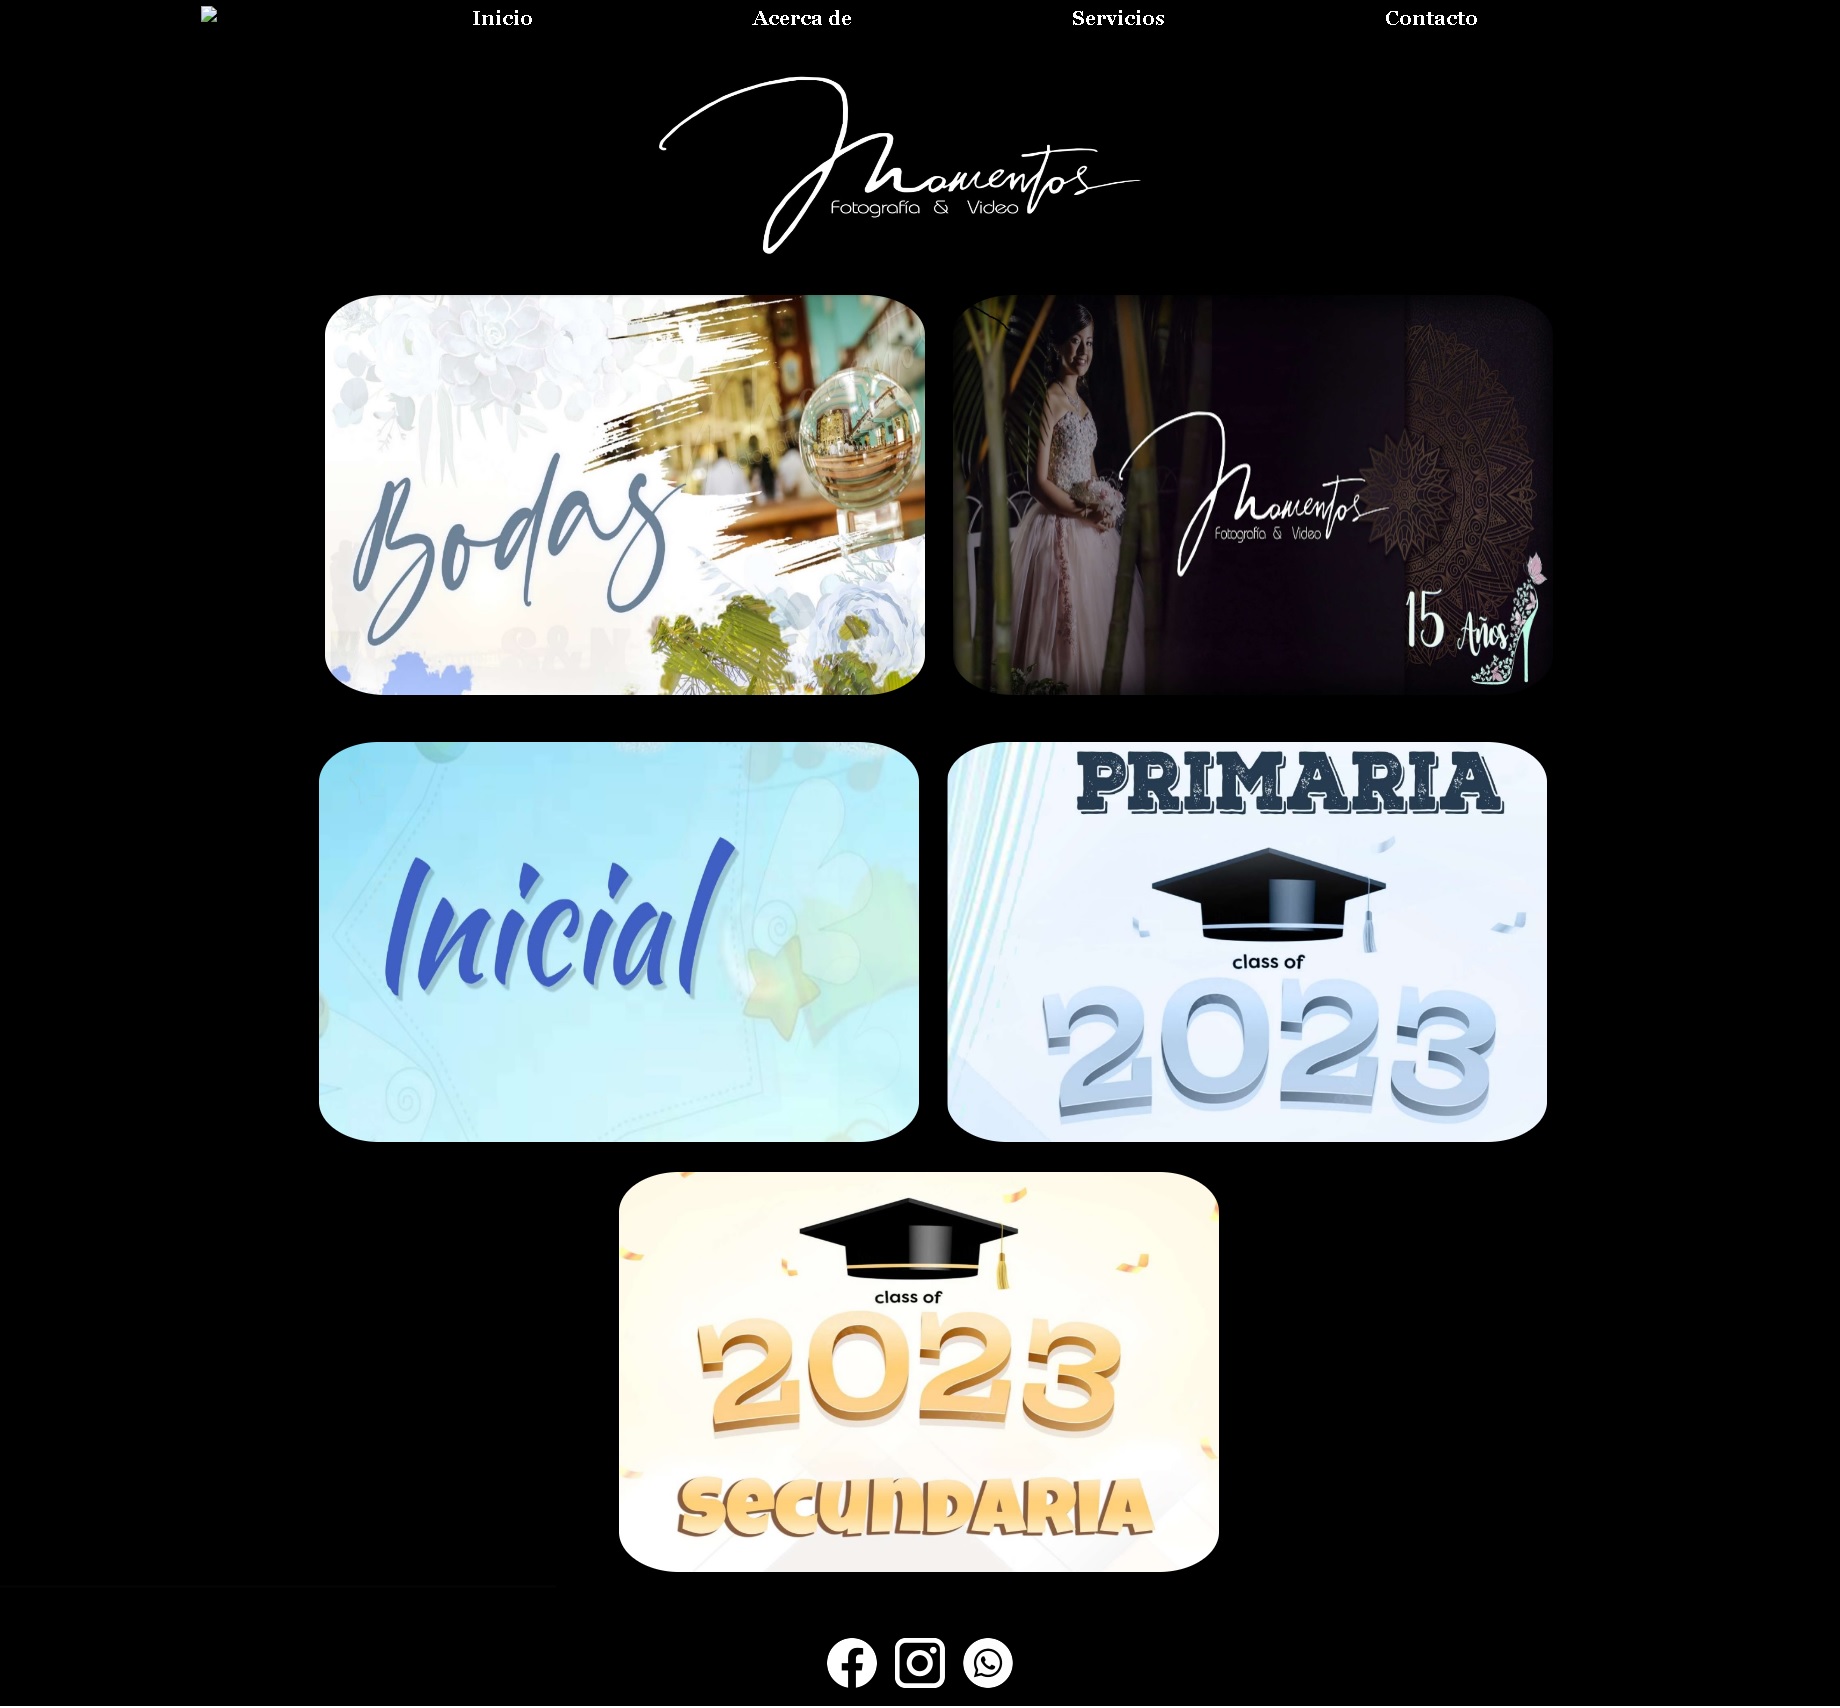 Inicio
Acerca de
Servicios
Contacto
Momentos
Fotografía & Video
Bodas
S&N
Momentos
Fotografía & Video
15 Años
Inicial
PRIMARIA
class of
2023
class of
2023
SecunDARIA